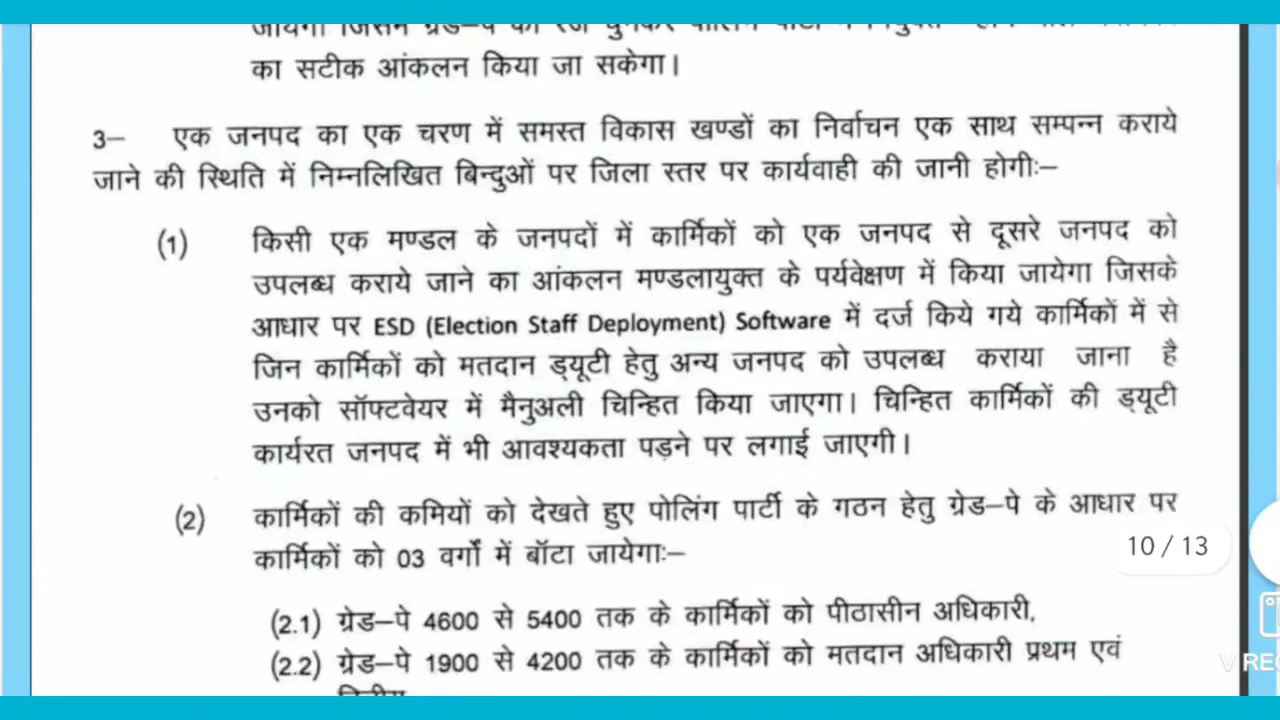 का सटीक आंकलन किया जा सकेगा।
3– एक जनपद का एक चरण में समस्त विकास खण्डों का निर्वाचन एक साथ सम्पन्न कराये
जाने की स्थिति में निम्नलिखित बिन्दुओं पर जिला स्तर पर कार्यवाही की जानी होगीः–
(1) किसी एक मण्डल के जनपदों में कार्मिकों को एक जनपद से दूसरे जनपद को
उपलब्ध कराये जाने का आंकलन मण्डलायुक्त के पर्यवेक्षण में किया जायेगा जिसके
आधार पर ESD (Election Staff Deployment) Software में दर्ज किये गये कार्मिकों में से
जिन कार्मिकों को मतदान ड्यूटी हेतु अन्य जनपद को उपलब्ध कराया जाना है
उनको सॉफ्टवेयर में मैनुअली चिन्हित किया जाएगा। चिन्हित कार्मिकों की ड्यूटी
कार्यरत जनपद में भी आवश्यकता पड़ने पर लगाई जाएगी।
(2) कार्मिकों की कमियों को देखते हुए पोलिंग पार्टी के गठन हेतु ग्रेड–पे के आधार पर
कार्मिकों को 03 वर्गों में बॉटा जायेगाः–
10 / 13
(2.1) ग्रेड–पे 4600 से 5400 तक के कार्मिकों को पीठासीन अधिकारी,
(2.2) ग्रेड–पे 1900 से 4200 तक के कार्मिकों को मतदान अधिकारी प्रथम एवं